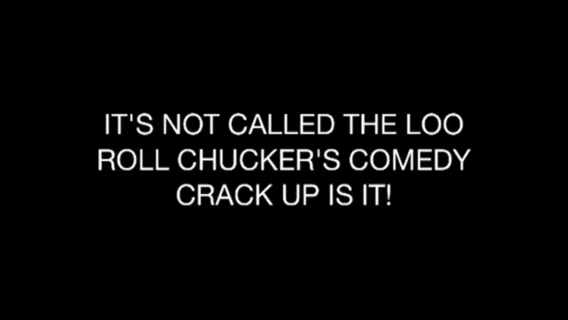 IT'S NOT CALLED THE LOO
ROLL CHUCKER'S COMEDY
CRACK UP IS IT!